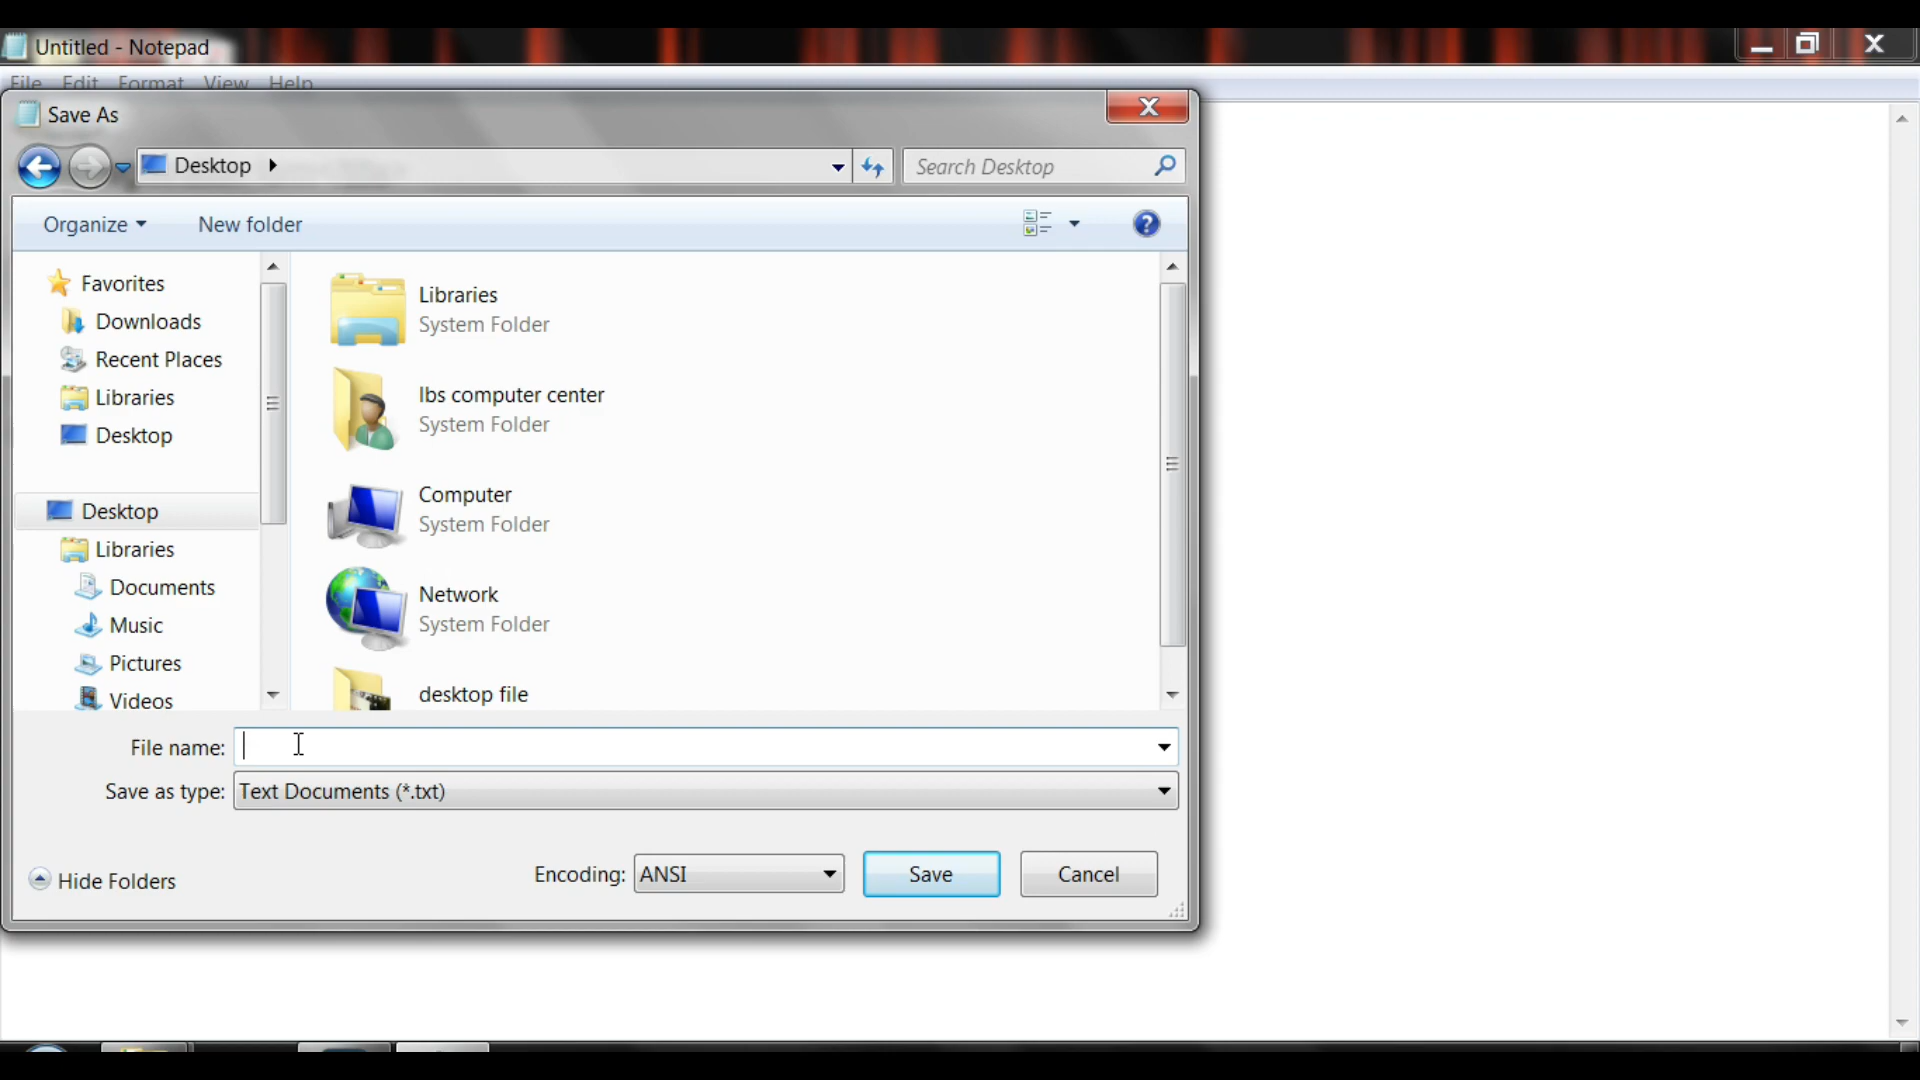 Untitled - Notepad
File Edit Format View Help
Save As
Desktop
Search Desktop
Organize New folder
Favorites
Downloads
Recent Places
Libraries
Desktop
Desktop
Libraries
Documents
Music
Pictures
Videos
Libraries
System Folder
lbs computer center
System Folder
Computer
System Folder
Network
System Folder
desktop file
File name:
Save as type: Text Documents (*.txt)
Hide Folders
Encoding: ANSI Save Cancel